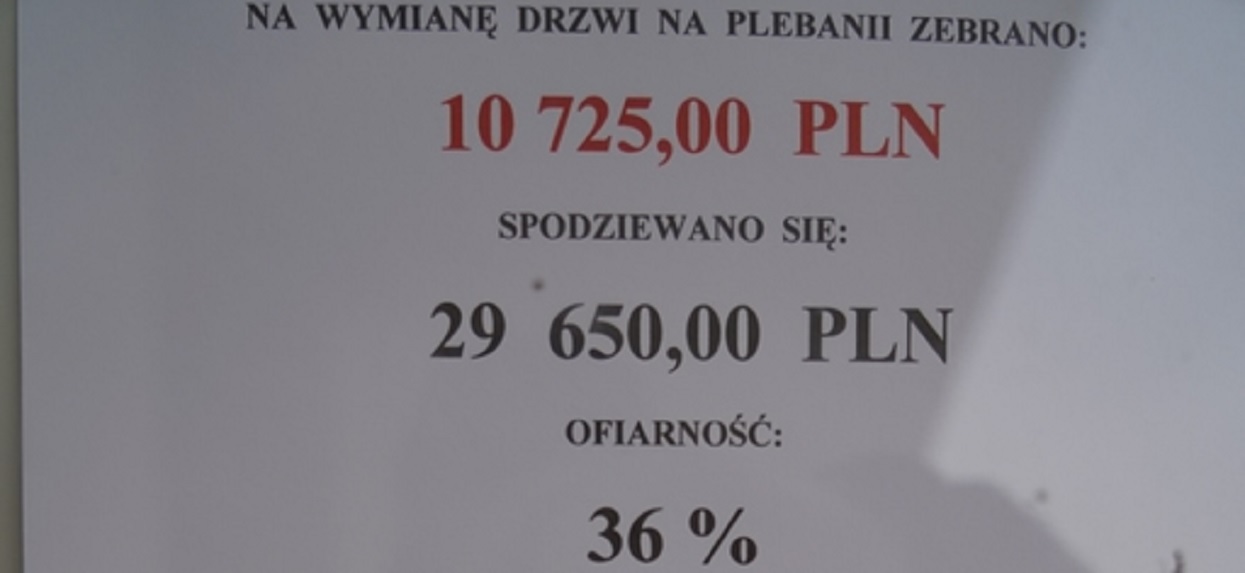 NA WYMIANĘ DRZWI NA PLEBANII ZEBRANO:
10 725,00 PLN
SPODZIEWANO SIĘ:
29 650,00 PLN
OFIARNOŚĆ:
36 %